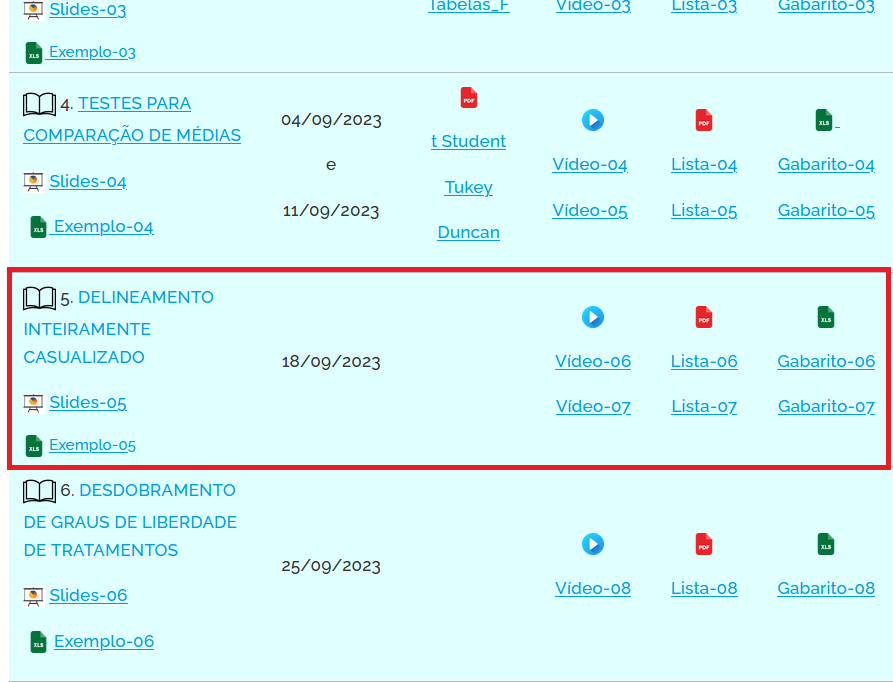 Slides-03
Exemplo-03
Tabelas_F
Vídeo-03
Lista-03
Gabarito-03
4. TESTES PARA
COMPARAÇÃO DE MÉDIAS
Slides-04
Exemplo-04
04/09/2023
e
11/09/2023
PDF
t Student
Tukey
Duncan
Vídeo-04
Vídeo-05
PDF
Lista-04
Lista-05
XLS
Gabarito-04
Gabarito-05
5. DELINEAMENTO
INTEIRAMENTE
CASUALIZADO
Slides-05
XLS Exemplo-05
18/09/2023
Vídeo-06
Vídeo-07
PDF
Lista-06
Lista-07
XLS
Gabarito-06
Gabarito-07
6. DESDOBRAMENTO
DE GRAUS DE LIBERDADE
DE TRATAMENTOS
Slides-06
XLS Exemplo-06
25/09/2023
Vídeo-08
PDF
Lista-08
XLS
Gabarito-08